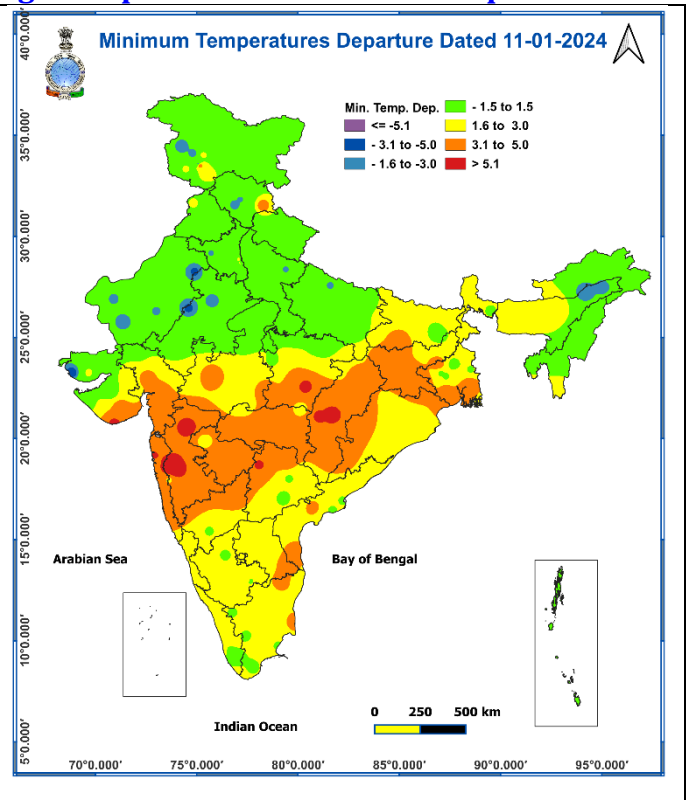 Minimum Temperatures Departure Dated 11-01-2024
Min. Temp. Dep.
<= -5.1
- 3.1 to -5.0
- 1.6 to -3.0
- 1.5 to 1.5
1.6 to 3.0
3.1 to 5.0
> 5.1
40°0.000'
35°0.000'
30°0.000'
25°0.000'
20°0.000'
15°0.000'
10°0.000'
5°0.000'
Arabian Sea
Bay of Bengal
Indian Ocean
0 250 500 km
70°0.000' 75°0.000' 80°0.000' 85°0.000' 90°0.000' 95°0.000'